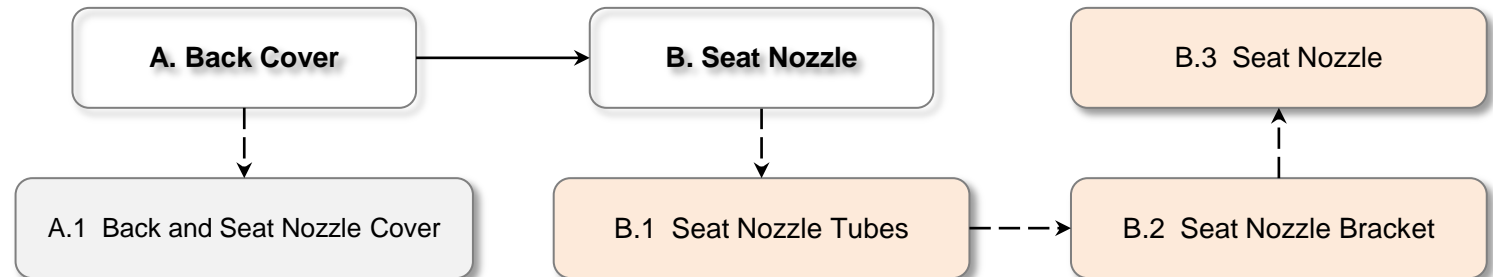 A. Back Cover
B. Seat Nozzle
B.3 Seat Nozzle
A.1 Back and Seat Nozzle Cover
B.1 Seat Nozzle Tubes
B.2 Seat Nozzle Bracket